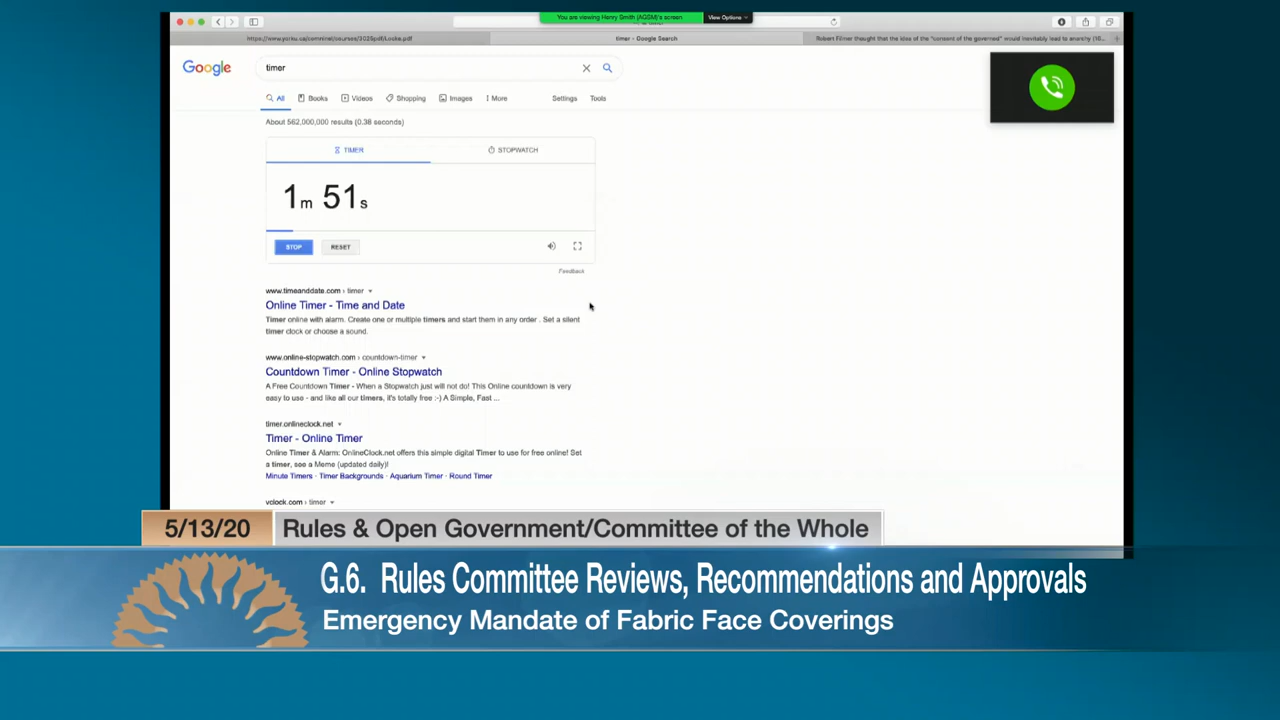 You are viewing Henry Smith (AGSM)'s screen
View Options
timer - Google Search
Robert Filmer thought that the idea of the "consent of the governed" would inevitably lead to anarchy (16...
Google
timer
All Books Videos Shopping Images More Settings Tools
About 562,000,000 results (0.38 seconds)
TIMER STOPWATCH
1m 51s
STOP RESET
Feedback
www.timeanddate.com › timer
Online Timer - Time and Date
Timer online with alarm. Create one or multiple timers and start them in any order . Set a silent
timer clock or choose a sound.
www.online-stopwatch.com › countdown-timer
Countdown Timer - Online Stopwatch
A Free Countdown Timer - When a Stopwatch just will not do! This Online countdown is very
easy to use - and like all our timers, it's totally free :-) A Simple, Fast ...
timer.onlineclock.net
Timer - Online Timer
Online Timer & Alarm: OnlineClock.net offers this simple digital Timer to use for free online! Set
a timer, see a Meme (updated daily)!
Minute Timers · Timer Backgrounds · Aquarium Timer · Round Timer
vclock.com › timer
5/13/20 Rules & Open Government/Committee of the Whole
G.6. Rules Committee Reviews, Recommendations and Approvals
Emergency Mandate of Fabric Face Coverings